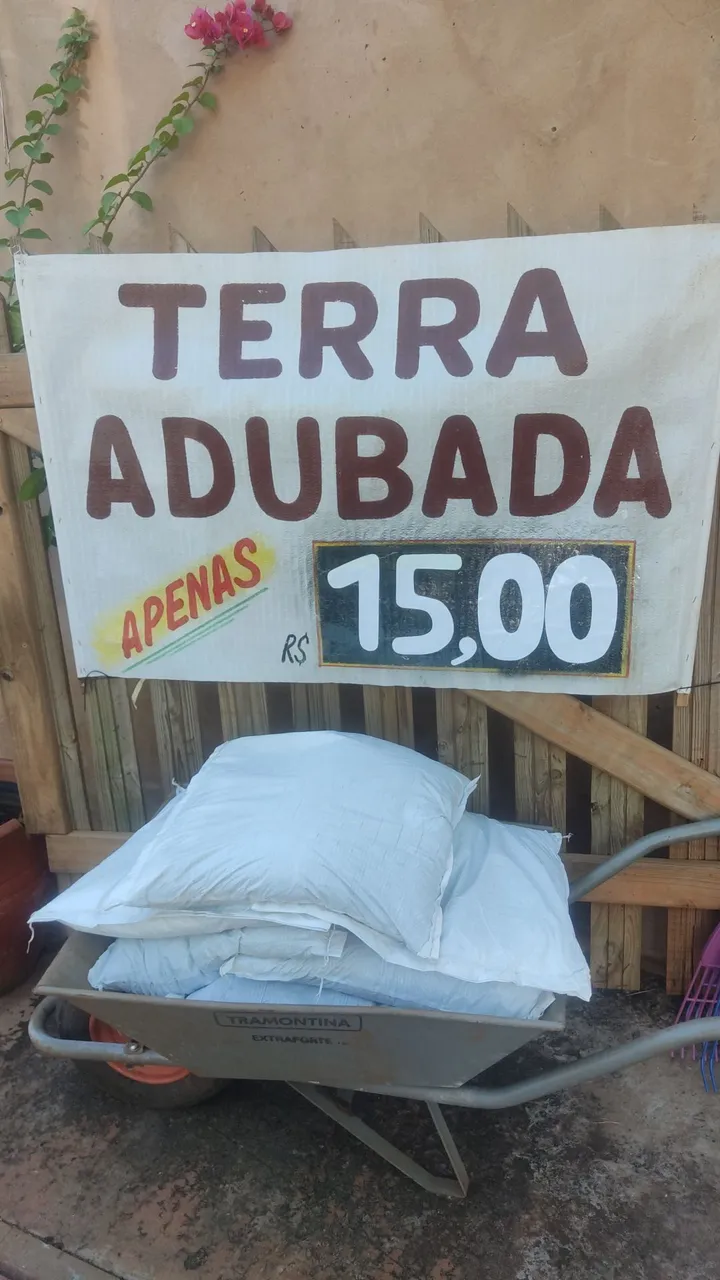 TERRA
ADUBADA
APENAS
R$ 15,00
TRAMONTINA
EXTRAFORTE